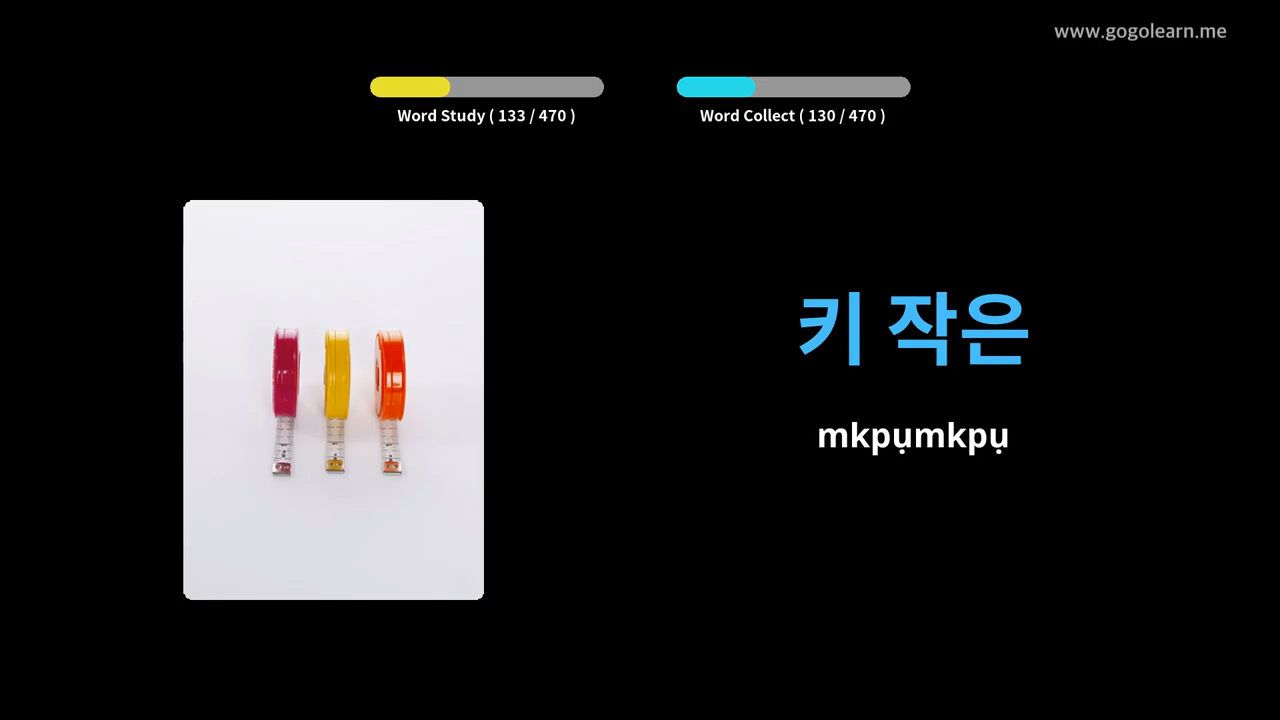 www.gogolearn.me
Word Study ( 133 / 470 )
Word Collect ( 130 / 470 )
키 작은
mkpụmkpụ